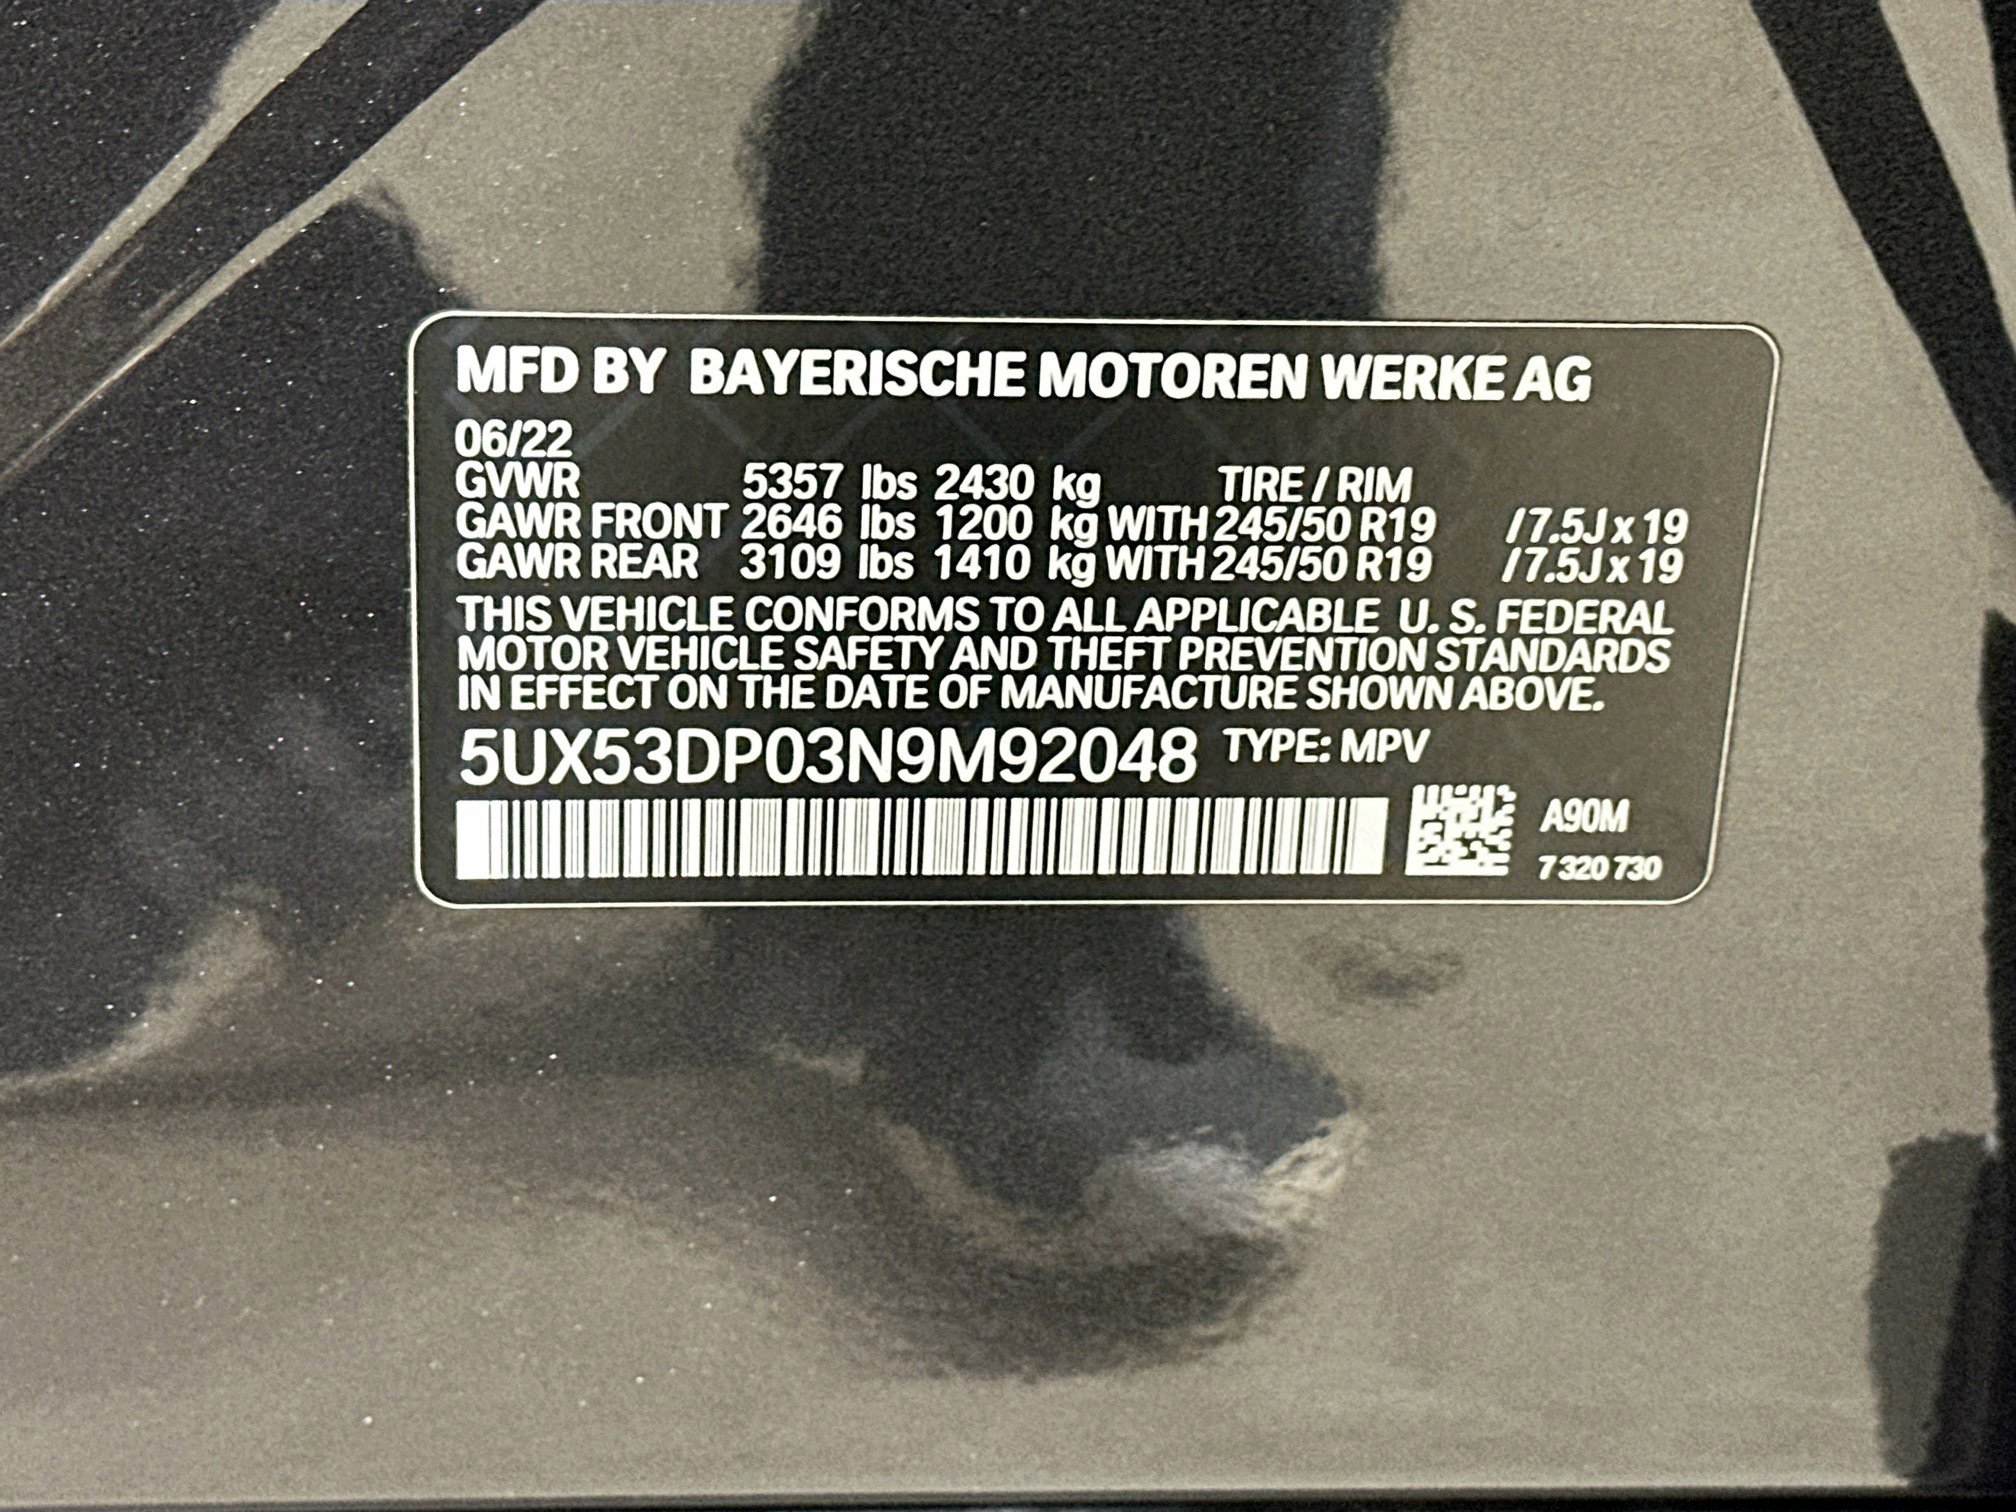 MFD BY BAYERISCHE MOTOREN WERKE AG
06/22
GVWR 5357 lbs 2430 kg TIRE / RIM
GAWR FRONT 2646 lbs 1200 kg WITH 245/50 R19 /7.5J x 19
GAWR REAR 3109 lbs 1410 kg WITH 245/50 R19 /7.5J x 19
THIS VEHICLE CONFORMS TO ALL APPLICABLE U. S. FEDERAL
MOTOR VEHICLE SAFETY AND THEFT PREVENTION STANDARDS
IN EFFECT ON THE DATE OF MANUFACTURE SHOWN ABOVE.
5UX53DP03N9M92048 TYPE: MPV
A90M
7 320 730